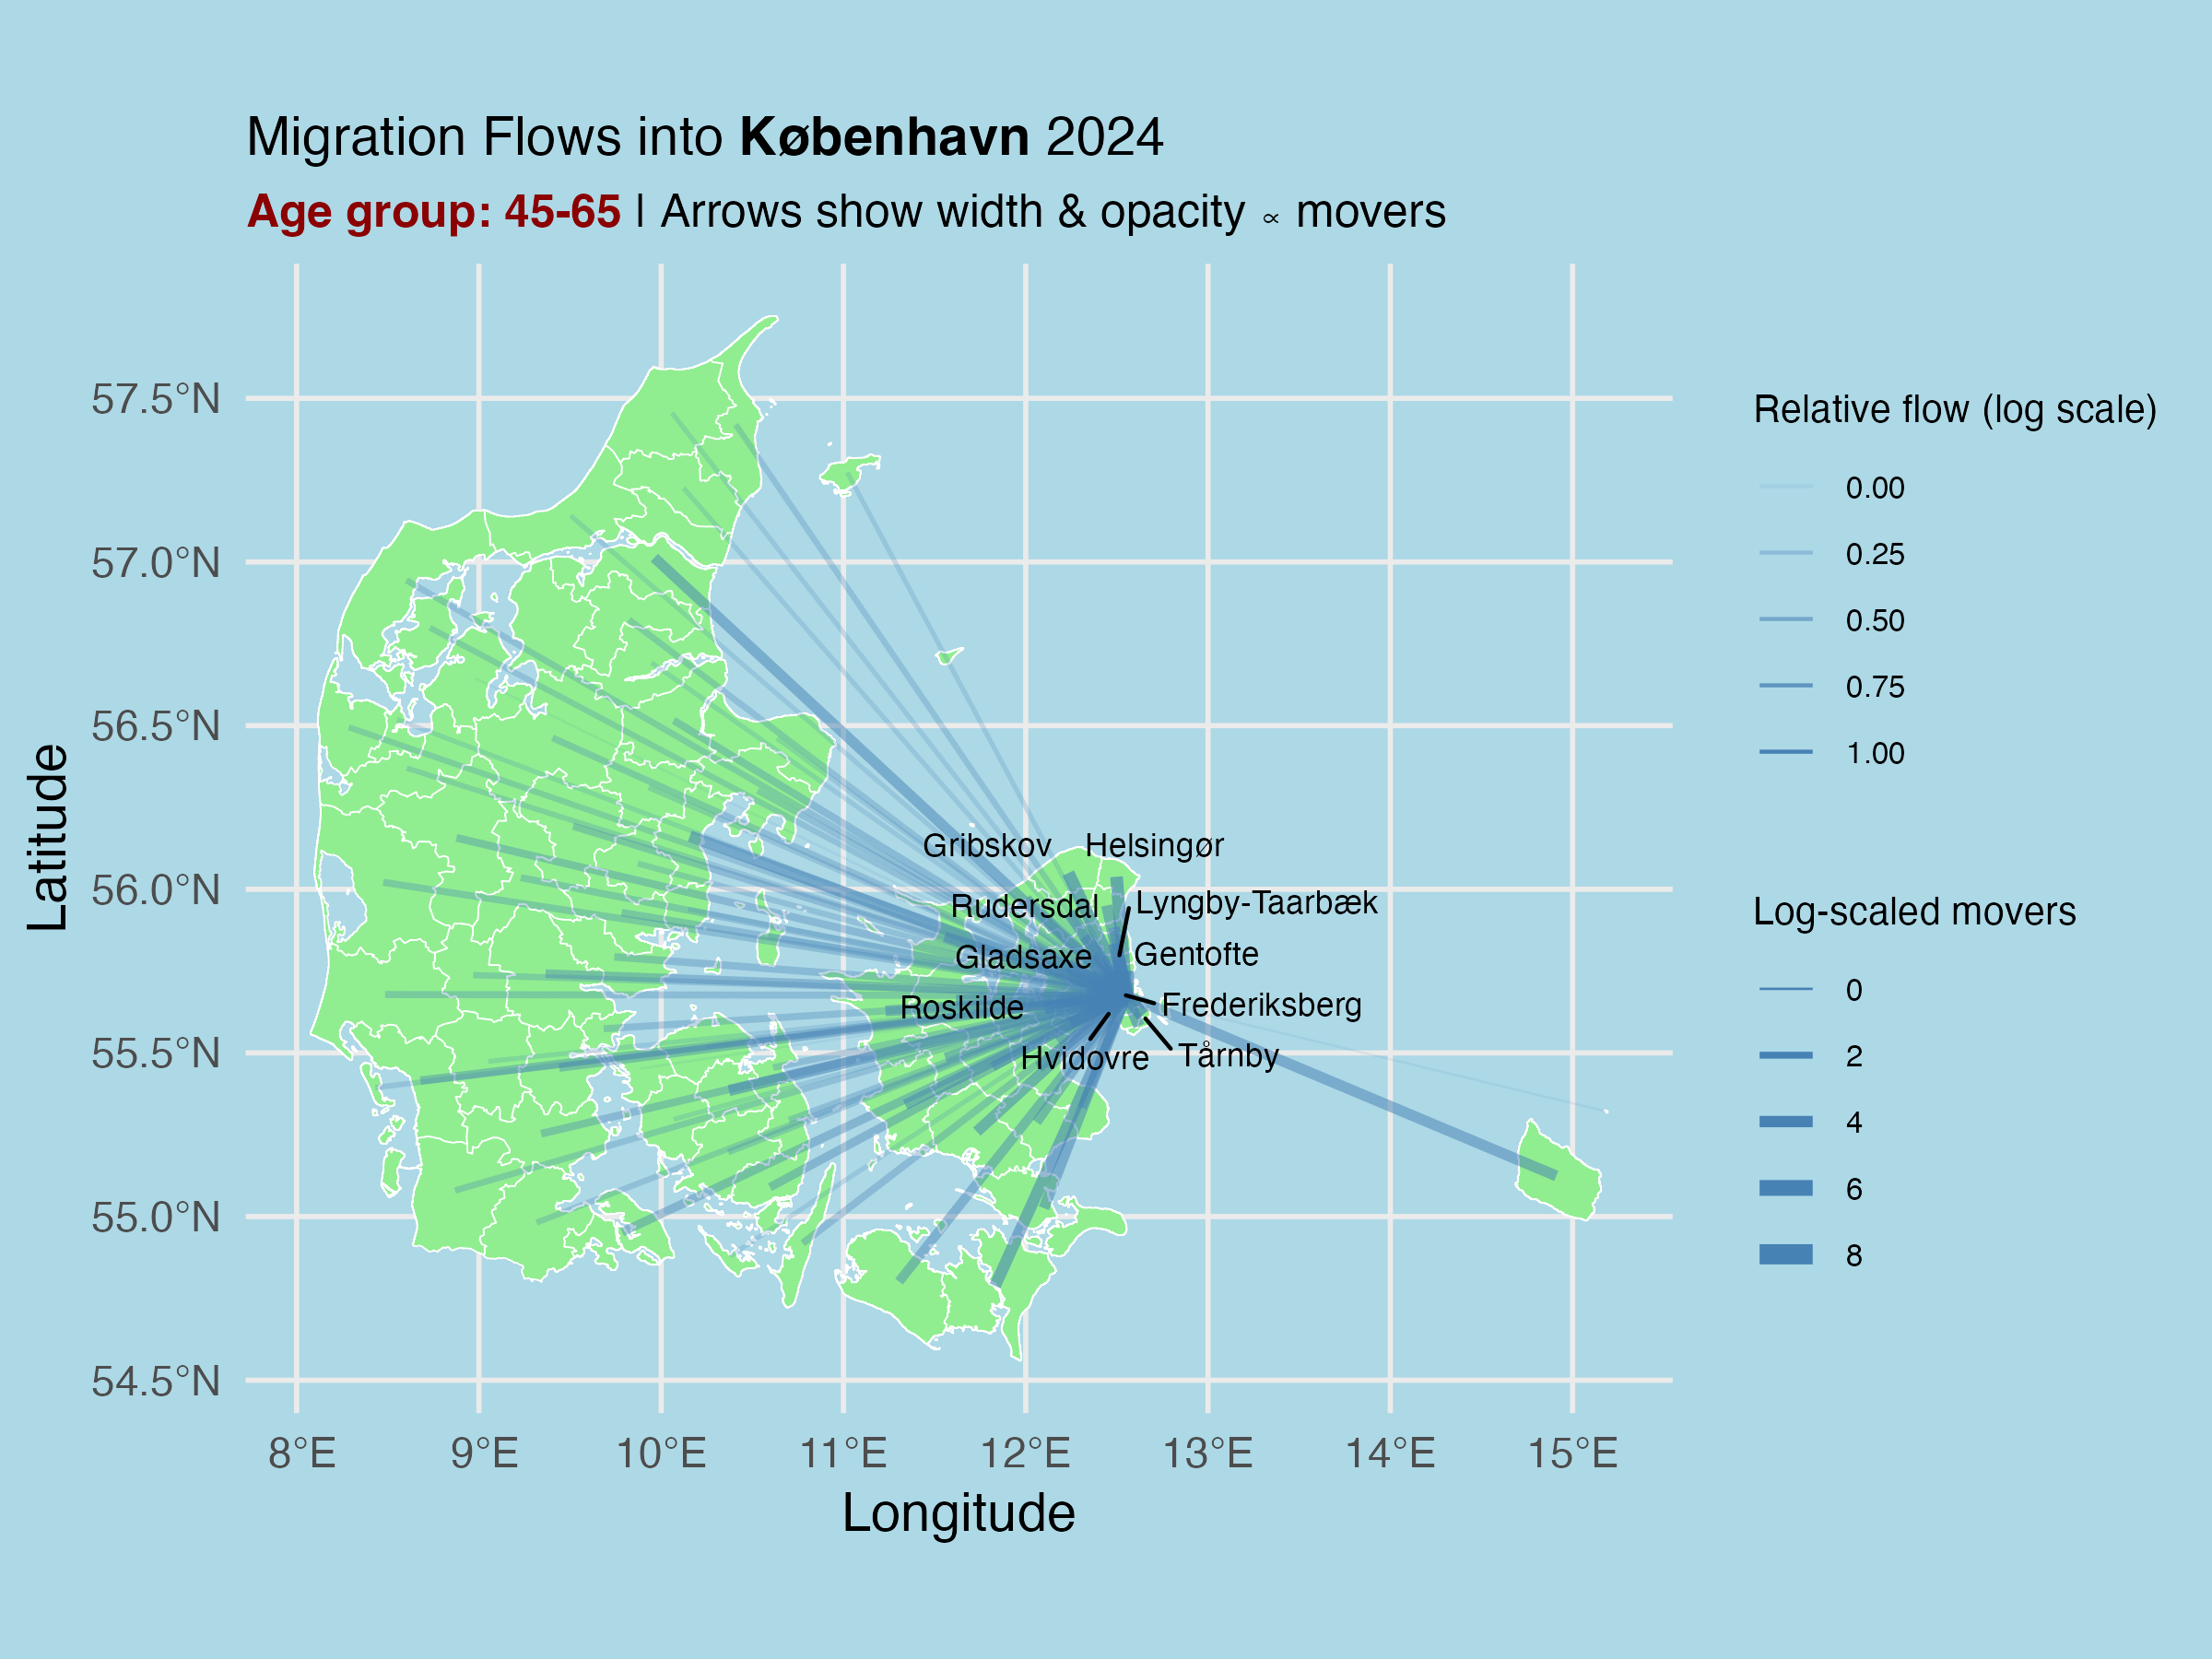 Migration Flows into København 2024
Age group: 45-65 | Arrows show width & opacity ∝ movers
57.5°N
57.0°N
56.5°N
56.0°N
55.5°N
55.0°N
54.5°N
Latitude
8°E
9°E
10°E
11°E
12°E
13°E
14°E
15°E
Longitude
Gribskov
Helsingør
Rudersdal
Lyngby-Taarbæk
Gladsaxe
Gentofte
Roskilde
Frederiksberg
Hvidovre
Tårnby
Relative flow (log scale)
0.00
0.25
0.50
0.75
1.00
Log-scaled movers
0
2
4
6
8